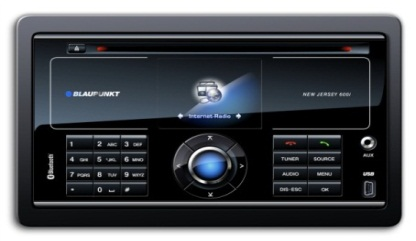 BLAUPUNKT
NEW JERSEY 600i
Internet-Radio
1 2 ABC 3 DEF
4 GHI 5 JKL 6 MNO
7 PQRS 8 TUV 9 WXYZ
* 0 #
Bluetooth
TUNER SOURCE
AUDIO MENU
DIS-ESC OK
AUX
USB